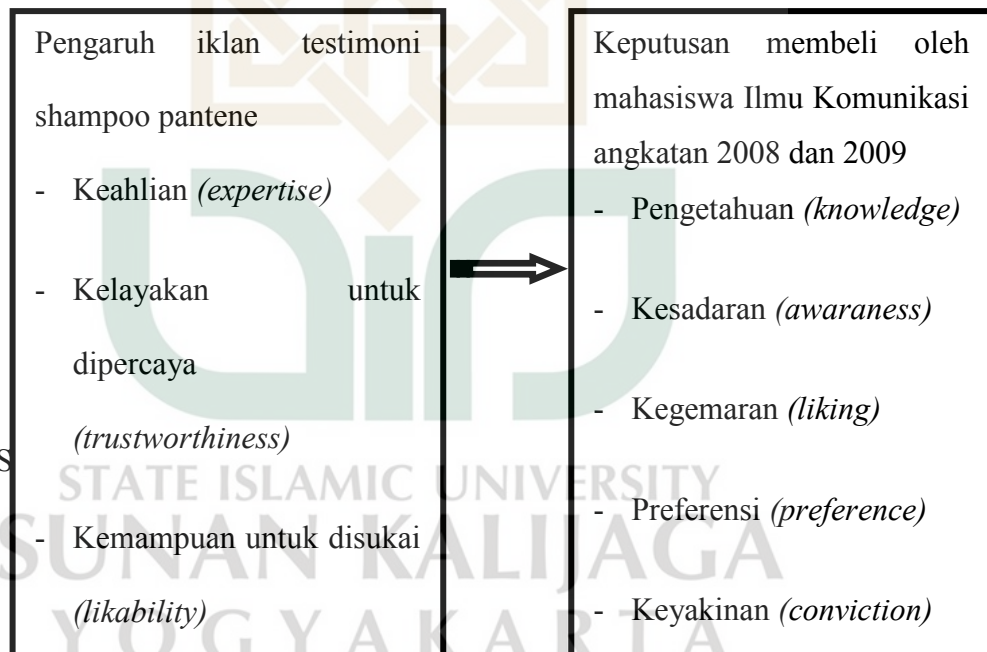 Pengaruh iklan testimoni
shampoo pantene
- Keahlian (expertise)
- Kelayakan untuk
dipercaya
(trustworthiness)
- Kemampuan untuk disukai
(likability)
Keputusan membeli oleh
mahasiswa Ilmu Komunikasi
angkatan 2008 dan 2009
- Pengetahuan (knowledge)
- Kesadaran (awaraness)
- Kegemaran (liking)
- Preferensi (preference)
- Keyakinan (conviction)
S
STATE ISLAMIC UNIVERSITY
SUNAN KALIJAGA
YOGYAKARTA